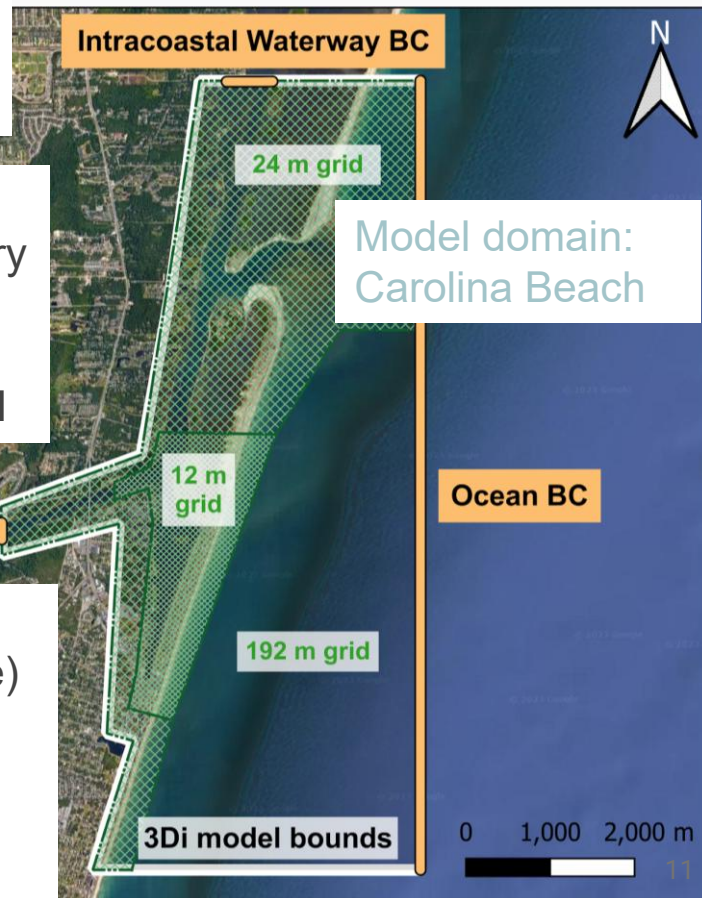 Intracoastal Waterway BC
N
24 m grid
ry
Model domain:
Carolina Beach
12 m
grid
Ocean BC
192 m grid
e)
3Di model bounds
0 1,000 2,000 m
11